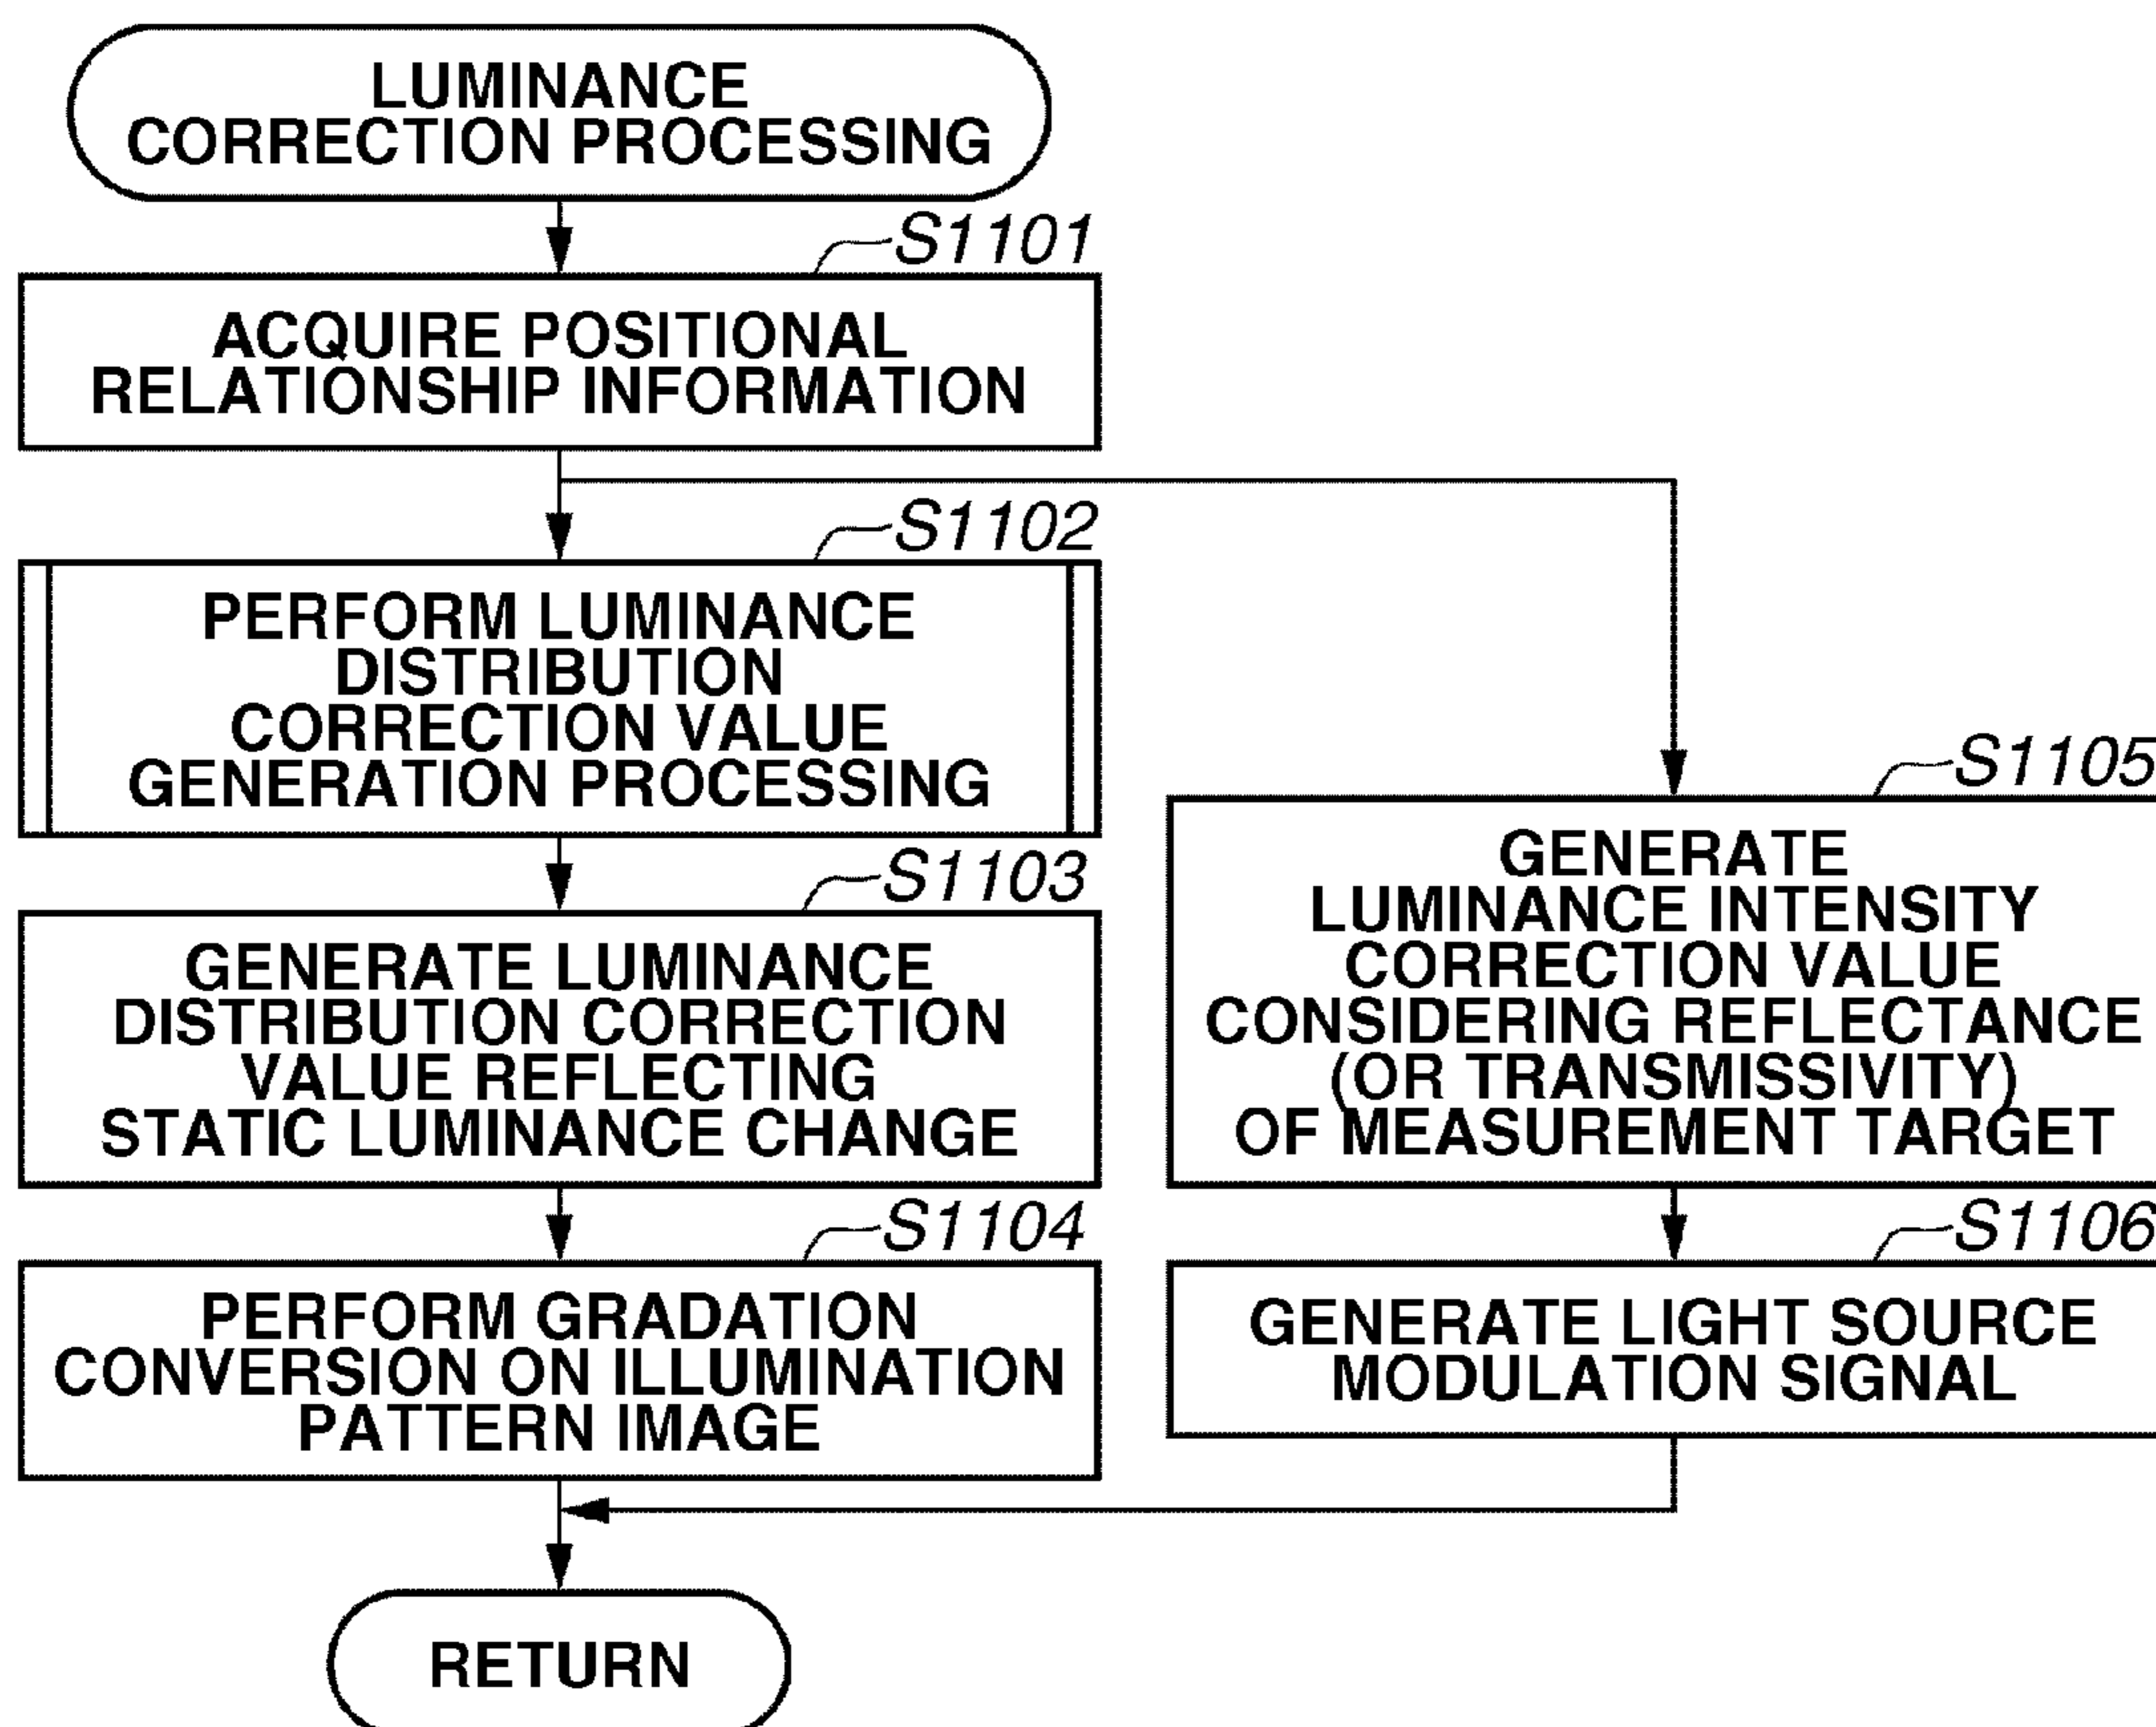 LUMINANCE
CORRECTION PROCESSING
S1101
ACQUIRE POSITIONAL
RELATIONSHIP INFORMATION
S1102
PERFORM LUMINANCE
DISTRIBUTION
CORRECTION VALUE
GENERATION PROCESSING
S1103
GENERATE LUMINANCE
DISTRIBUTION CORRECTION
VALUE REFLECTING
STATIC LUMINANCE CHANGE
S1104
PERFORM GRADATION
CONVERSION ON ILLUMINATION
PATTERN IMAGE
S1105
GENERATE
LUMINANCE INTENSITY
CORRECTION VALUE
CONSIDERING REFLECTANCE
(OR TRANSMISSIVITY)
OF MEASUREMENT TARGET
S1106
GENERATE LIGHT SOURCE
MODULATION SIGNAL
RETURN